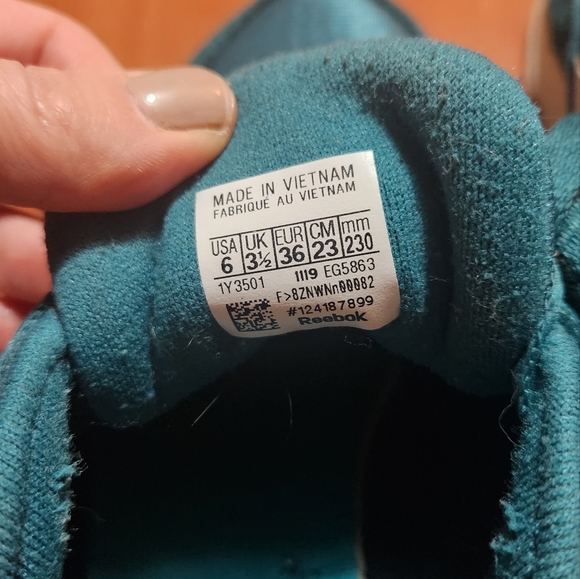 MADE IN VIETNAM
FABRIQUÉ AU VIETNAM
USA UK EUR CM mm
6 3½ 36 23 230
1Y3501 1119 EG5863
F>8ZNWNn00082
#124187899
Reebok